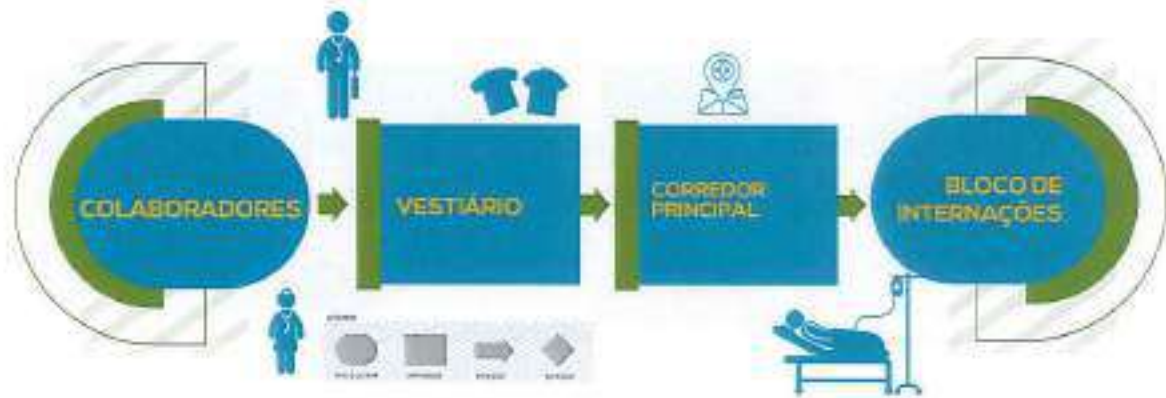 COLABORADORES
VESTIÁRIO
CORREDOR
PRINCIPAL
BLOCO DE
INTERNAÇÕES